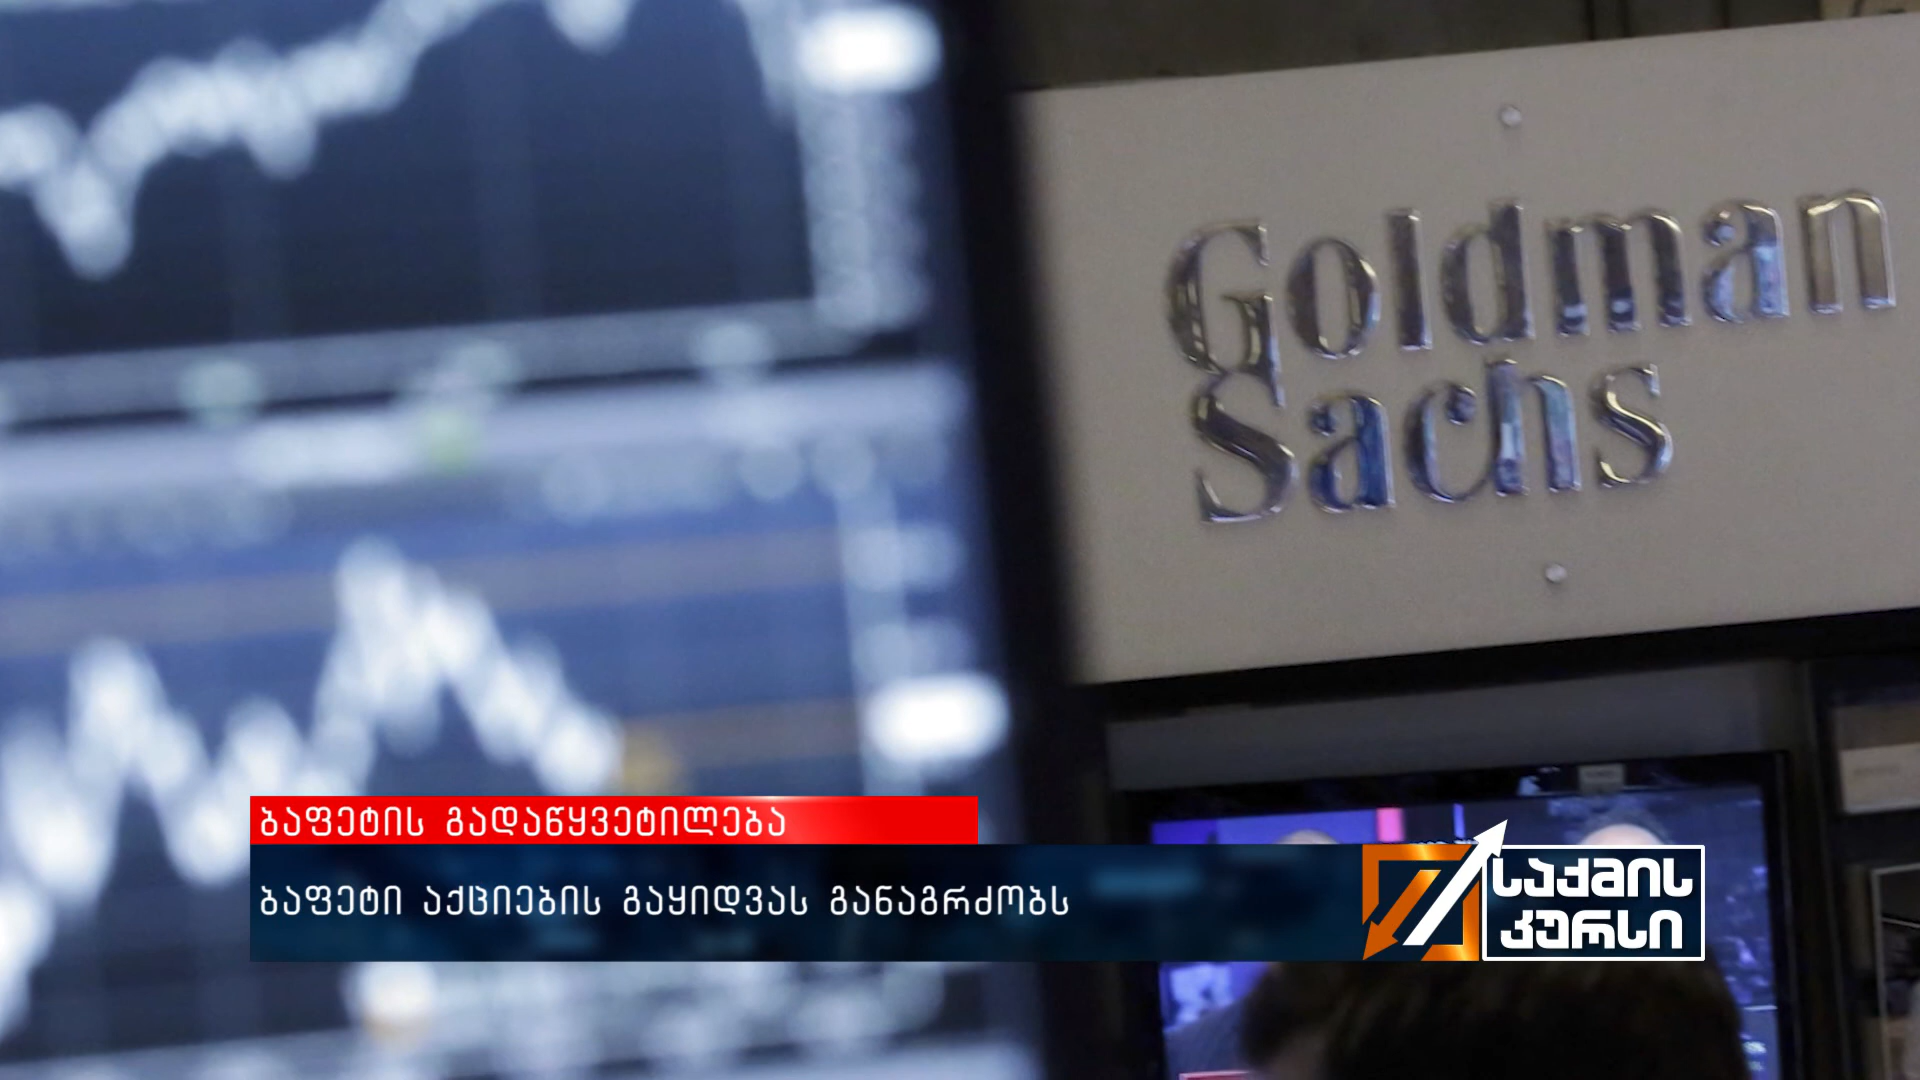 Goldman
Sachs
ბაფეტის გადაწყვეტილება
ბაფეტი აქციების გაყიდვას განაგრძობს
საქმის
კურსი